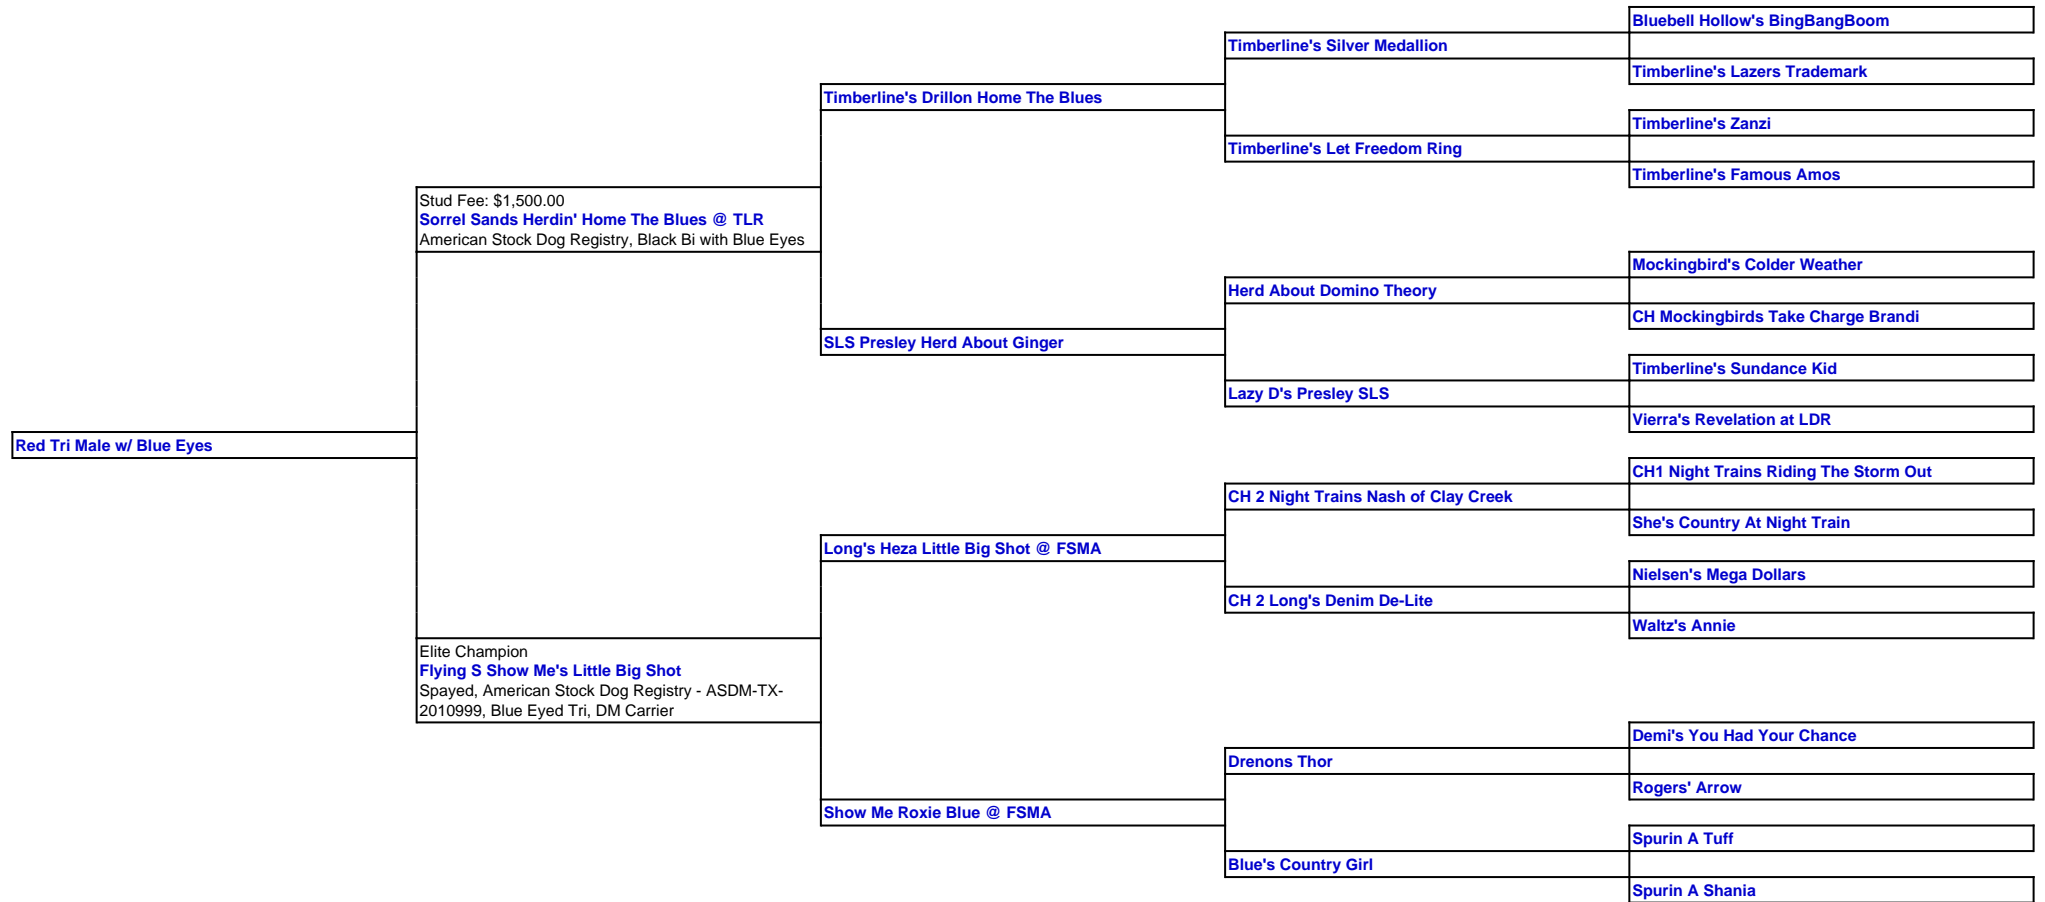 Bluebell Hollow's BingBangBoom
Timberline's Silver Medallion
Timberline's Lazers Trademark
Timberline's Drillon Home The Blues
Timberline's Zanzi
Timberline's Let Freedom Ring
Timberline's Famous Amos
Stud Fee: $1,500.00
Sorrel Sands Herdin' Home The Blues @ TLR
American Stock Dog Registry, Black Bi with Blue Eyes
Mockingbird's Colder Weather
Herd About Domino Theory
CH Mockingbirds Take Charge Brandi
SLS Presley Herd About Ginger
Timberline's Sundance Kid
Lazy D's Presley SLS
Vierra's Revelation at LDR
Red Tri Male w/ Blue Eyes
CH1 Night Trains Riding The Storm Out
CH 2 Night Trains Nash of Clay Creek
She's Country At Night Train
Long's Heza Little Big Shot @ FSMA
Nielsen's Mega Dollars
CH 2 Long's Denim De-Lite
Waltz's Annie
Elite Champion
Flying S Show Me's Little Big Shot
Spayed, American Stock Dog Registry - ASDM-TX-
2010999, Blue Eyed Tri, DM Carrier
Demi's You Had Your Chance
Drenons Thor
Rogers' Arrow
Show Me Roxie Blue @ FSMA
Spurin A Tuff
Blue's Country Girl
Spurin A Shania